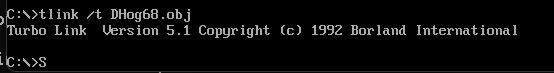 C:\>tlink /t DHog68.obj
Turbo Link  Version 5.1 Copyright (c) 1992 Borland International
C:\>S